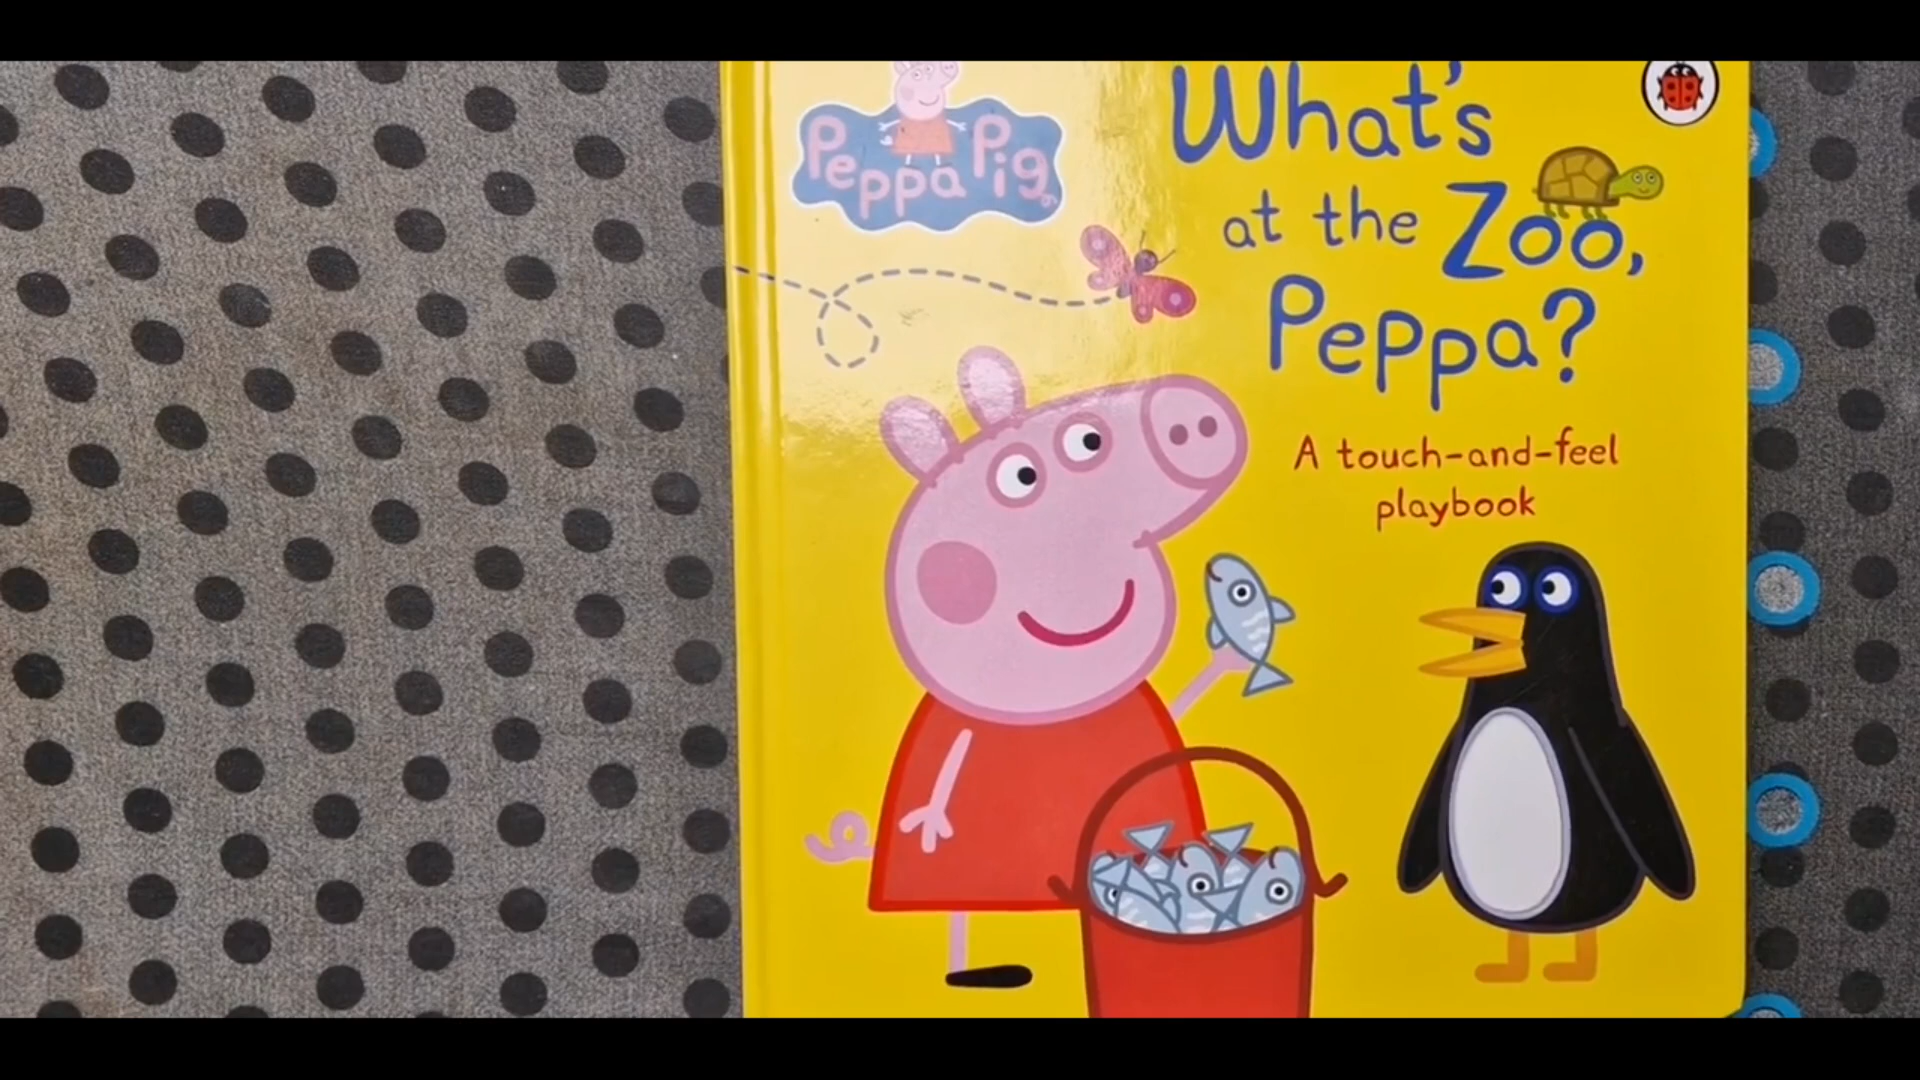 Peppa Pig
What's
at the Zoo,
Peppa?
A touch-and-feel
playbook